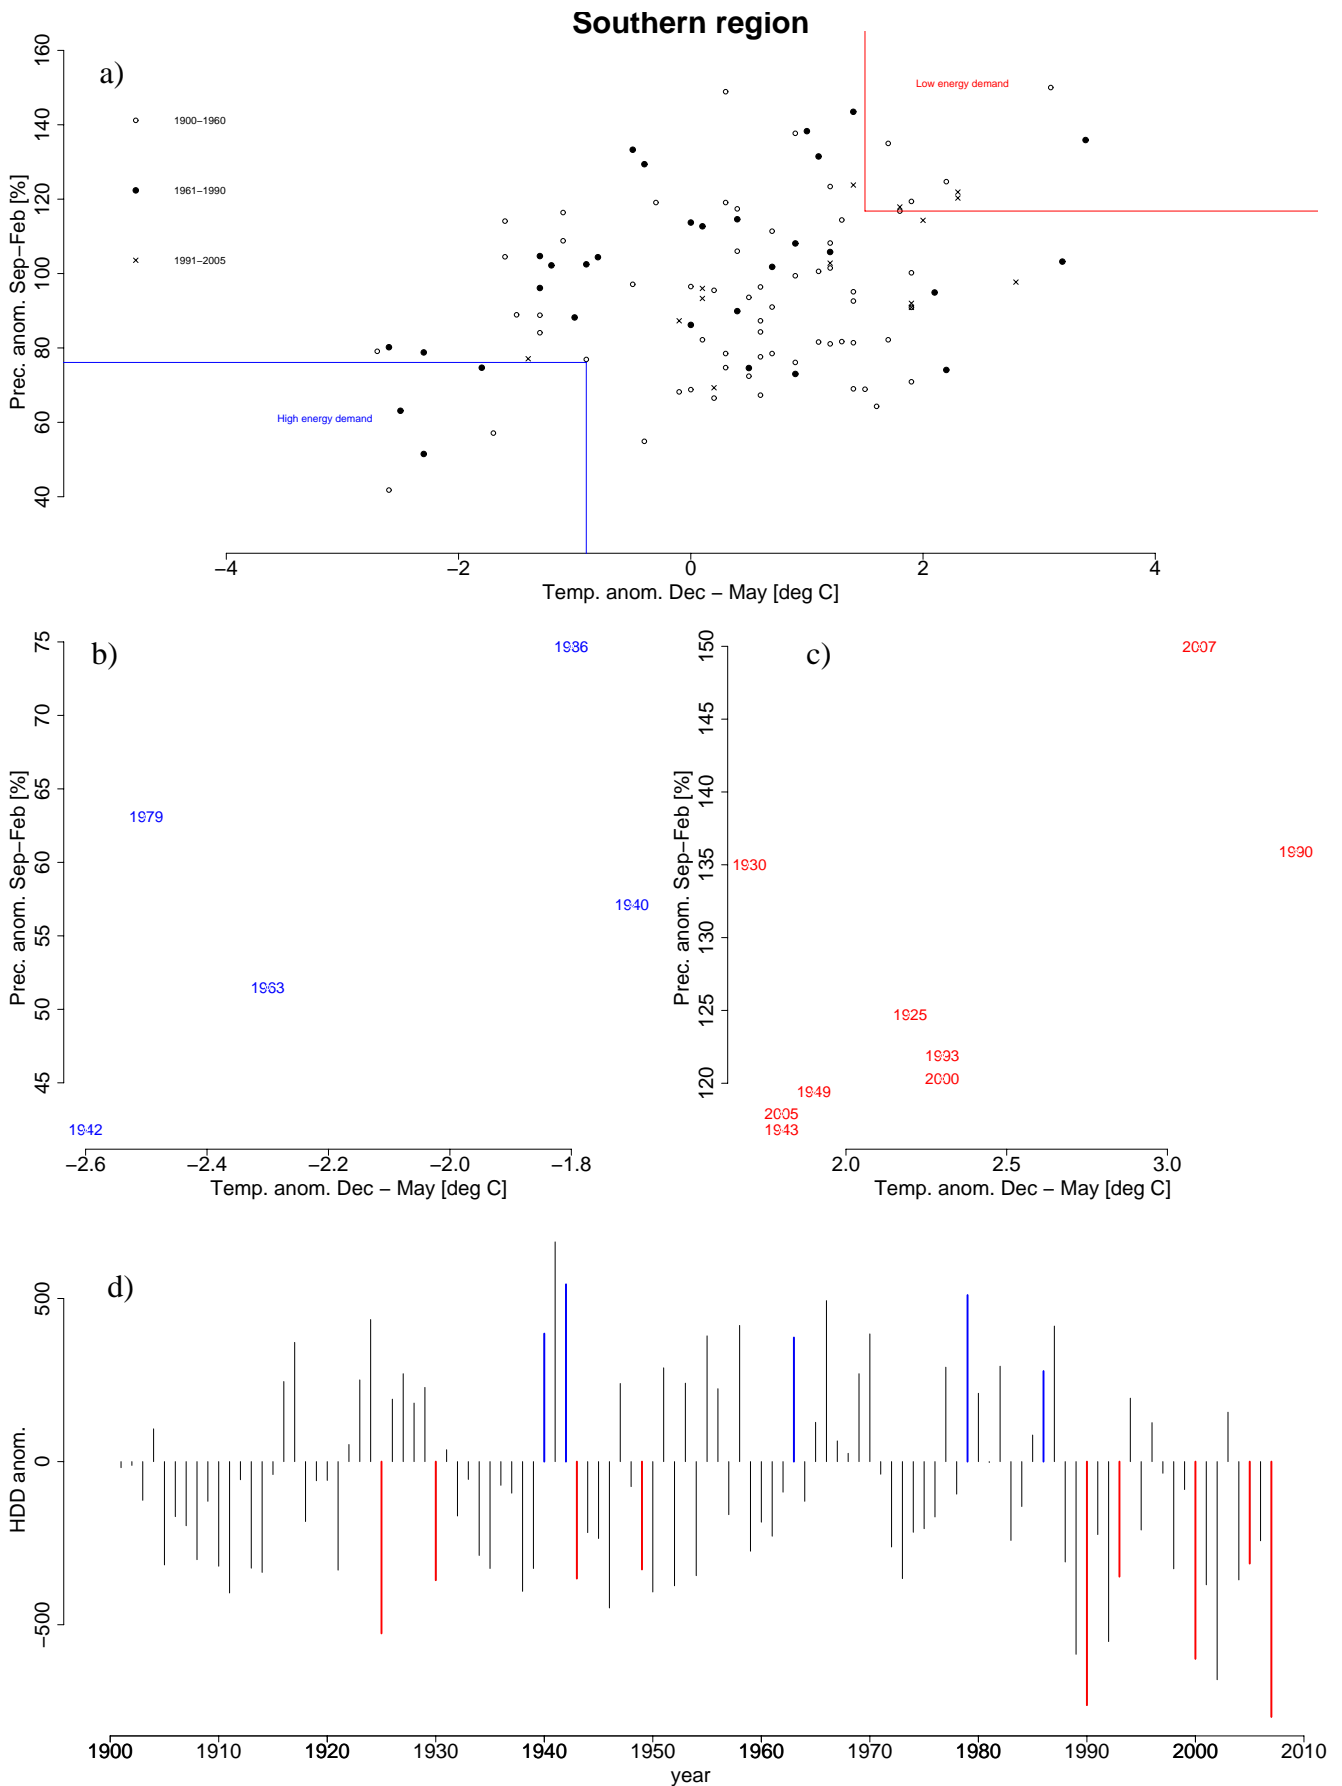 Southern region
a)
Prec. anom. Sep−Feb [%]
160
140
120
100
80
60
40
1900−1960
1961−1990
1991−2005
Low energy demand
High energy demand
−4 −2 0 2 4
Temp. anom. Dec − May [deg C]
b)
Prec. anom. Sep−Feb [%]
75
70
65
60
55
50
45
1986
1979
1940
1963
1942
−2.6 −2.4 −2.2 −2.0 −1.8
Temp. anom. Dec − May [deg C]
c)
Prec. anom. Sep−Feb [%]
150
145
140
135
130
125
120
2007
1990
1930
1925
1993
2000
1949
2005
1943
2.0 2.5 3.0
Temp. anom. Dec − May [deg C]
d)
HDD anom.
500
0
−500
1900 1910 1920 1930 1940 1950 1960 1970 1980 1990 2000 2010
year